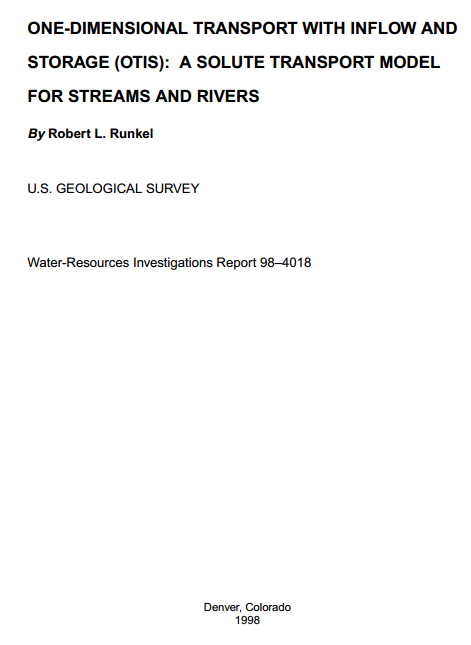 ONE-DIMENSIONAL TRANSPORT WITH INFLOW AND
STORAGE (OTIS): A SOLUTE TRANSPORT MODEL
FOR STREAMS AND RIVERS
By Robert L. Runkel
U.S. GEOLOGICAL SURVEY
Water-Resources Investigations Report 98–4018
Denver, Colorado
1998